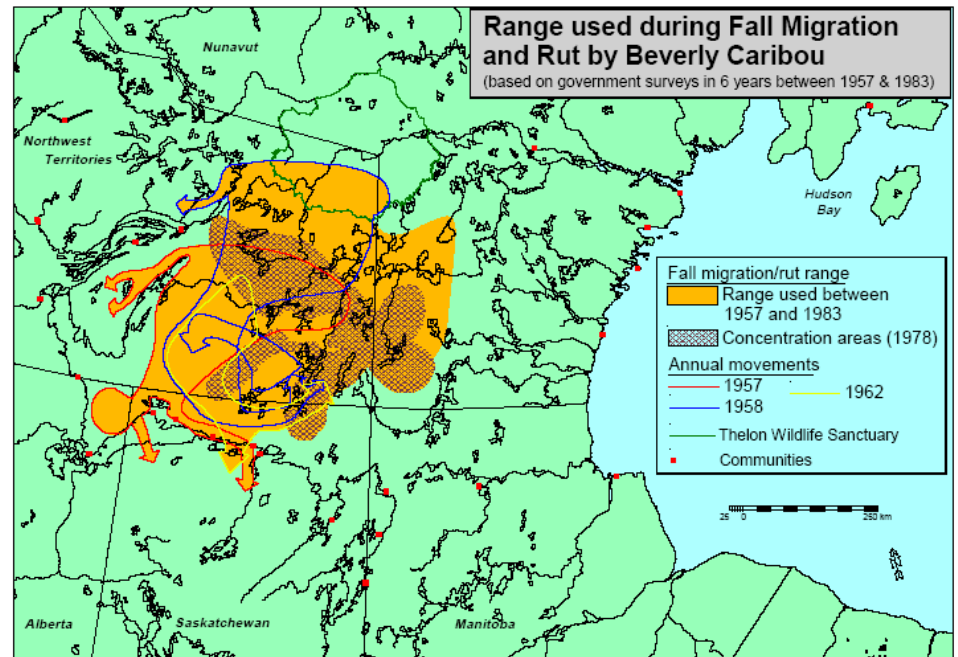 Range used during Fall Migration
and Rut by Beverly Caribou
(based on government surveys in 6 years between 1957 & 1983)
Nunavut
Northwest
Territories
Hudson
Bay
Fall migration/rut range
Range used between
1957 and 1983
Concentration areas (1978)
Annual movements
1957
1962
1958
Thelon Wildlife Sanctuary
Communities
25 0 250 km
Alberta
Saskatchewan
Manitoba